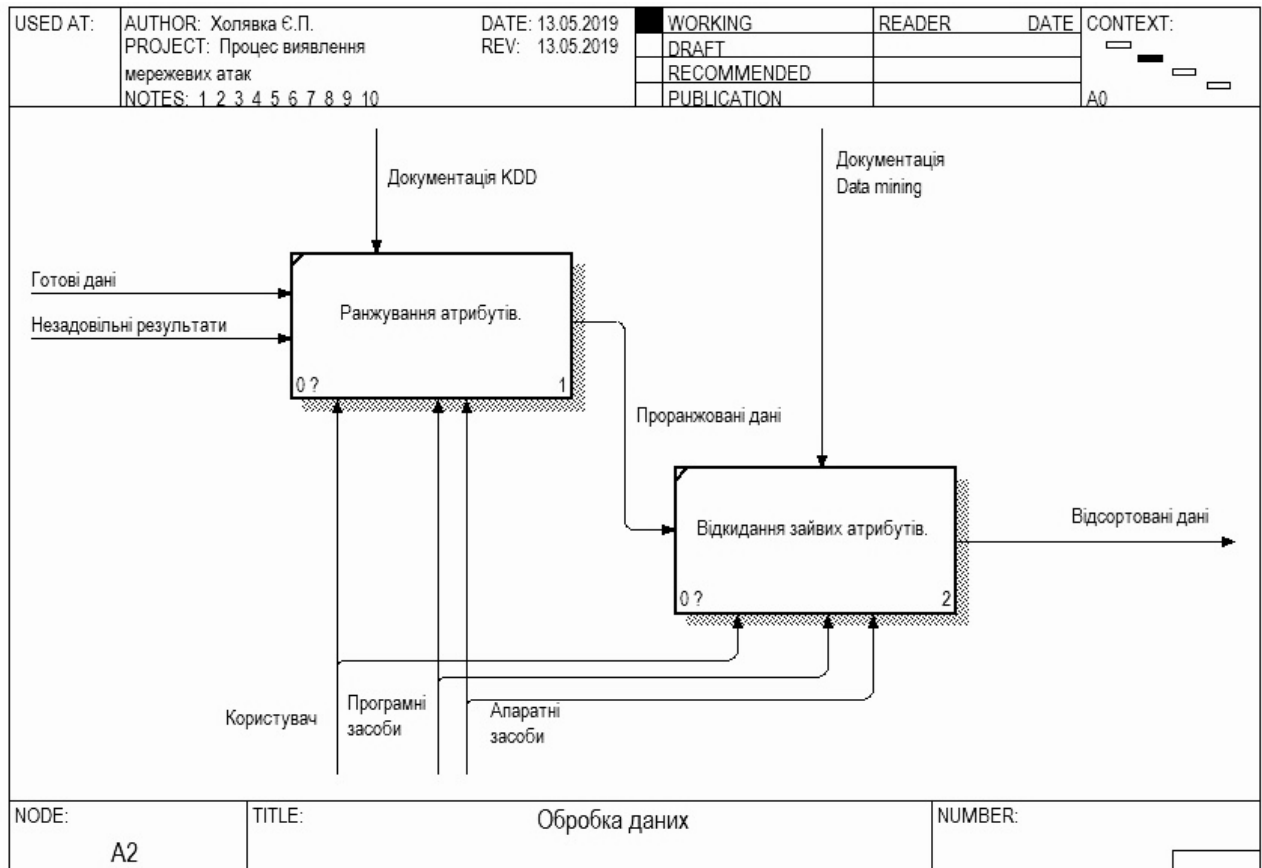 USED AT:
AUTHOR: Холявка Є.П.
DATE: 13.05.2019
PROJECT: Процес виявлення
REV: 13.05.2019
мережевих атак
NOTES: 1 2 3 4 5 6 7 8 9 10
WORKING
DRAFT
RECOMMENDED
PUBLICATION
READER
DATE
CONTEXT:
A0
Документація KDD
Документація
Data mining
Готові дані
Незадовільні результати
Ранжування атрибутів.
0 ?
1
Проранжовані дані
Відкидання зайвих атрибутів.
0 ?
2
Відсортовані дані
Користувач
Програмні
засоби
Апаратні
засоби
NODE:
A2
TITLE:
Обробка даних
NUMBER: